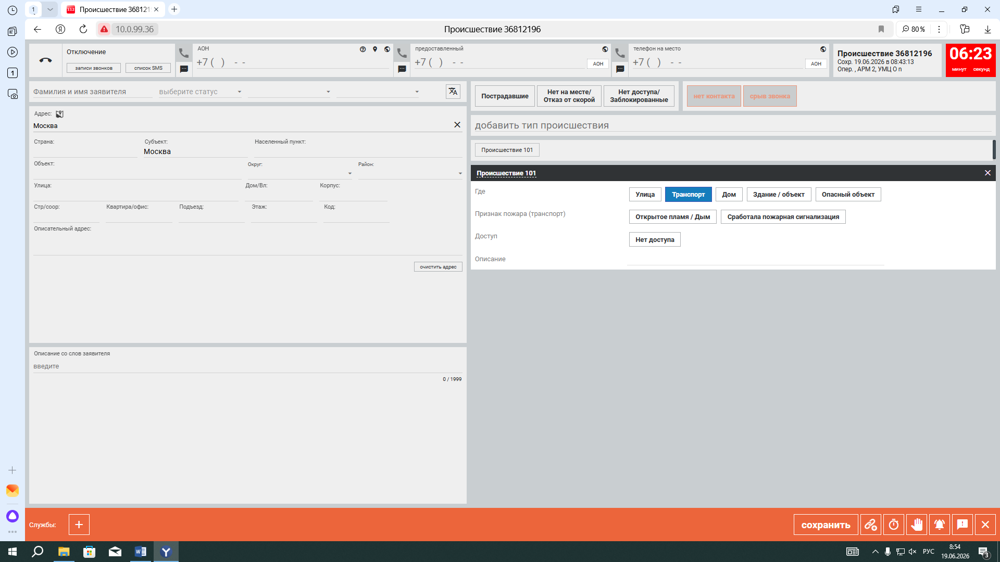 1
Происшествие 36812196
10.0.99.36
Происшествие 36812196
80%
1
Отключение
записи звонков
список SMS
АОН
+7 ( ) - -
предоставленный
+7 ( ) - -
АОН
телефон на место
+7 ( ) - -
АОН
Происшествие 36812196
Сохр. 19.06.2026 в 08:43:13
Опер. , АРМ 2, УМЦ О п
06:23
минут секунд
Фамилия и имя заявителя
выберите статус
Пострадавшие
Нет на месте/
Отказ от скорой
Нет доступа/
Заблокированные
нет контакта
срыв звонка
Адрес:
Москва
Страна:
Субъект:
Москва
Населенный пункт:
Объект:
Округ:
Район:
Улица:
Дом/Вл:
Корпус:
Стр/соор:
Квартира/офис:
Подъезд:
Этаж:
Код:
Описательный адрес:
очистить адрес
Описание со слов заявителя
введите
0 / 1999
добавить тип происшествия
Происшествие 101
Происшествие 101
Где
Улица
Транспорт
Дом
Здание / объект
Опасный объект
Признак пожара (транспорт)
Открытое пламя / Дым
Сработала пожарная сигнализация
Доступ
Нет доступа
Описание
Службы:
+
сохранить
РУС
8:54
19.06.2026
3